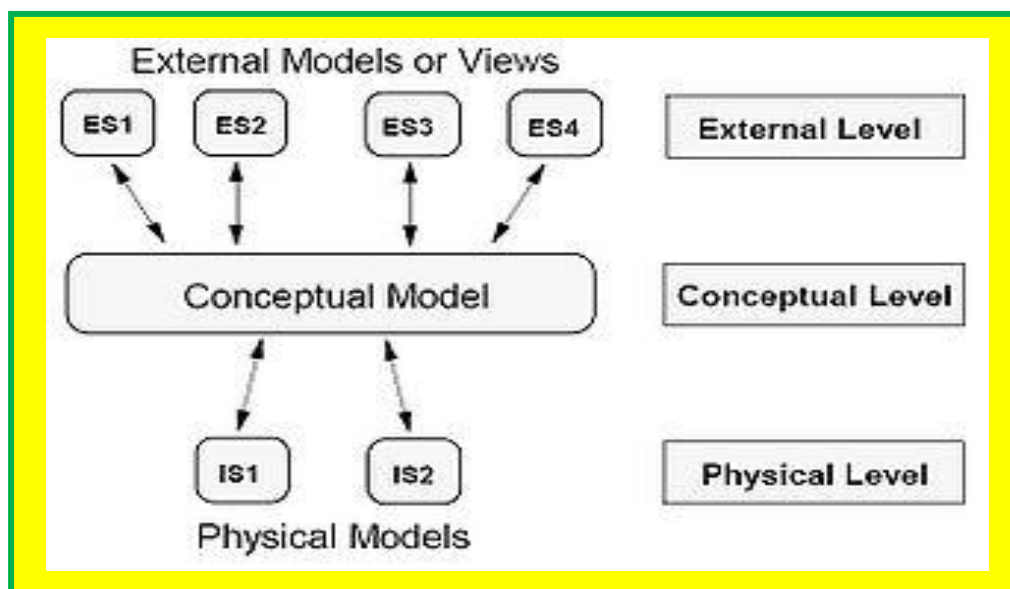 External Models or Views
ES1 ES2 ES3 ES4 External Level
Conceptual Model Conceptual Level
IS1 IS2 Physical Level
Physical Models